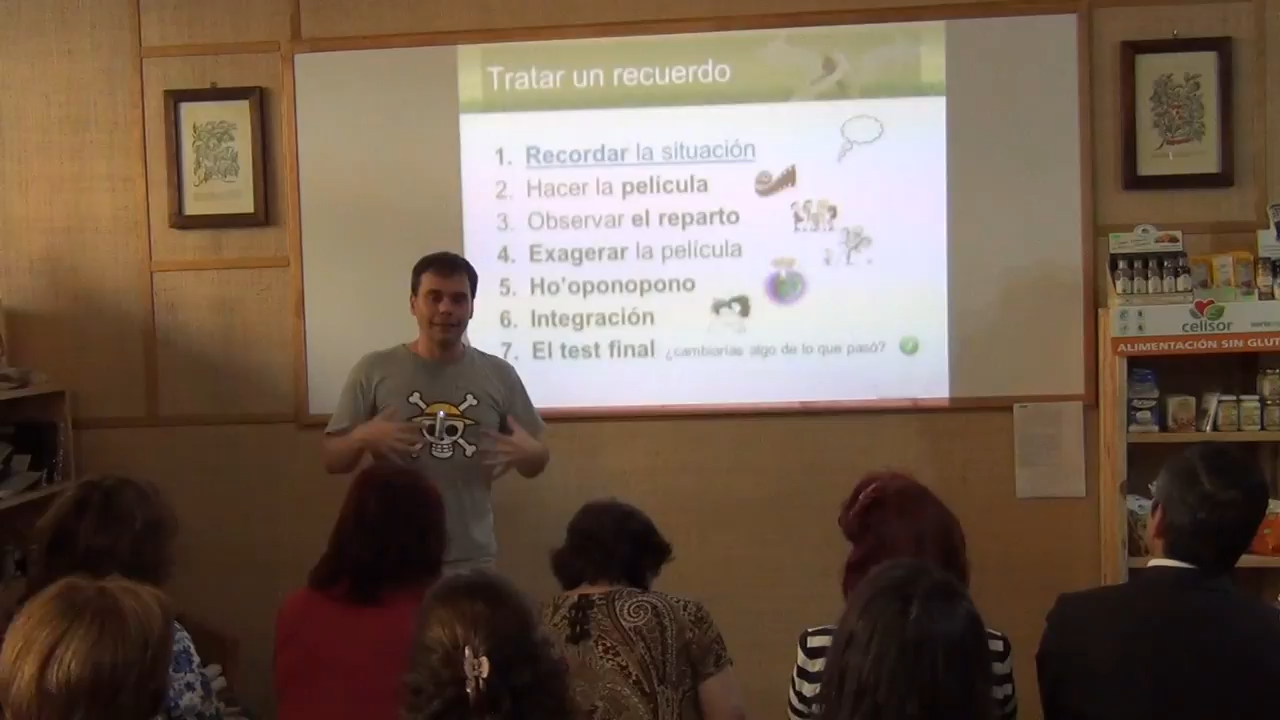 Tratar un recuerdo
1. Recordar la situación
2. Hacer la película
3. Observar el reparto
4. Exagerar la película
5. Ho'oponopono
6. Integración
7. El test final ¿cambiarías algo de lo que pasó?
celisor
ALIMENTACIÓN SIN GLUT